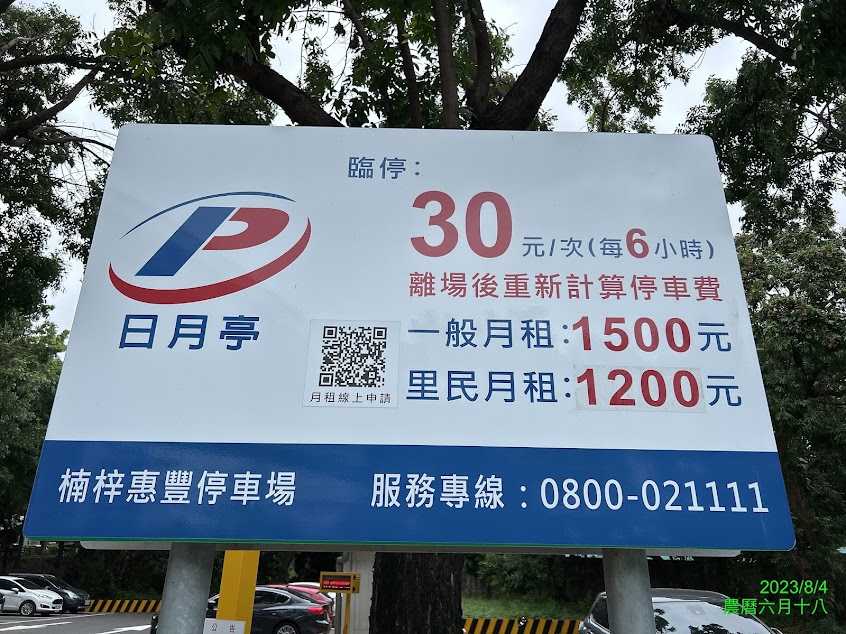 臨停:
30元/次(每6小時)
離場後重新計算停車費
一般月租:1500元
里民月租:1200元
P
日月亭
月租線上申請
楠梓惠豐停車場 服務專線:0800-021111
公告
2023/8/4
農曆六月十八